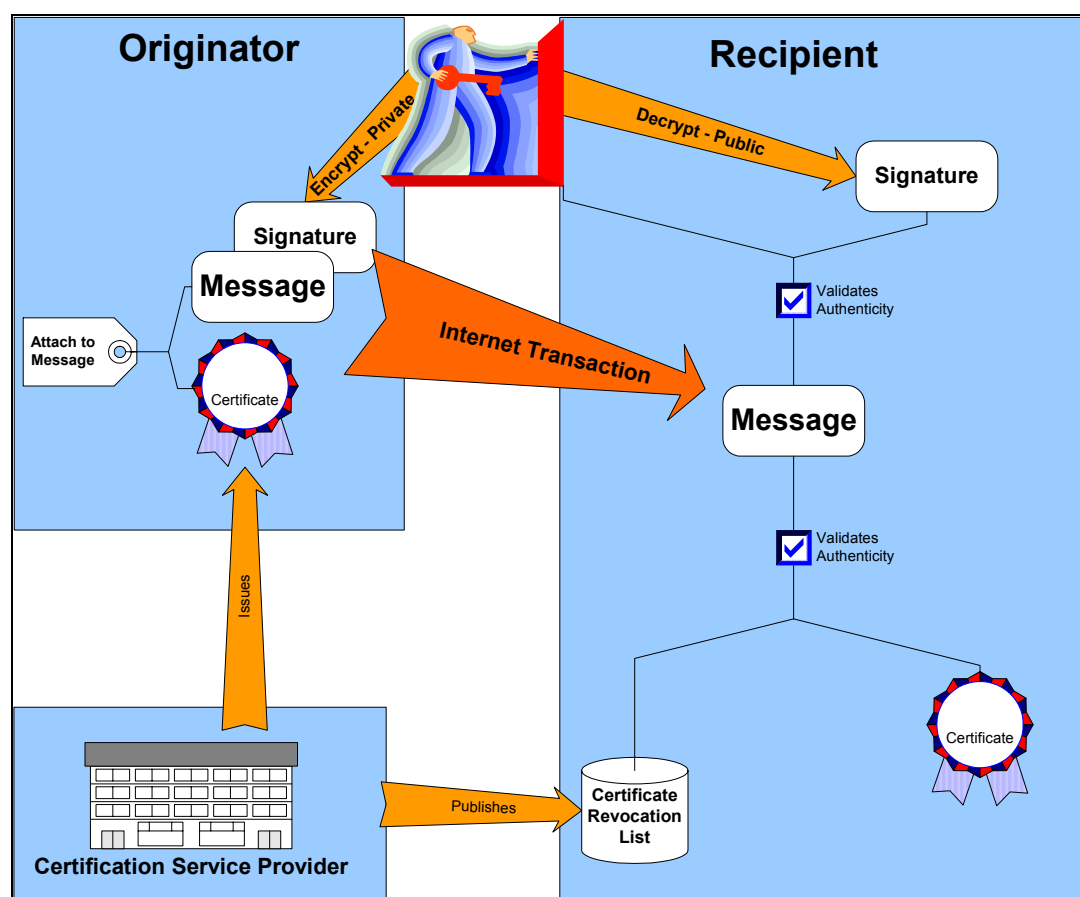 Originator
Recipient
Encrypt - Private
Decrypt - Public
Signature
Signature
Message
Validates
Authenticity
Attach to
Message
Internet Transaction
Certificate
Message
Validates
Authenticity
Issues
Certificate
Publishes
Certificate
Revocation
List
Certification Service Provider